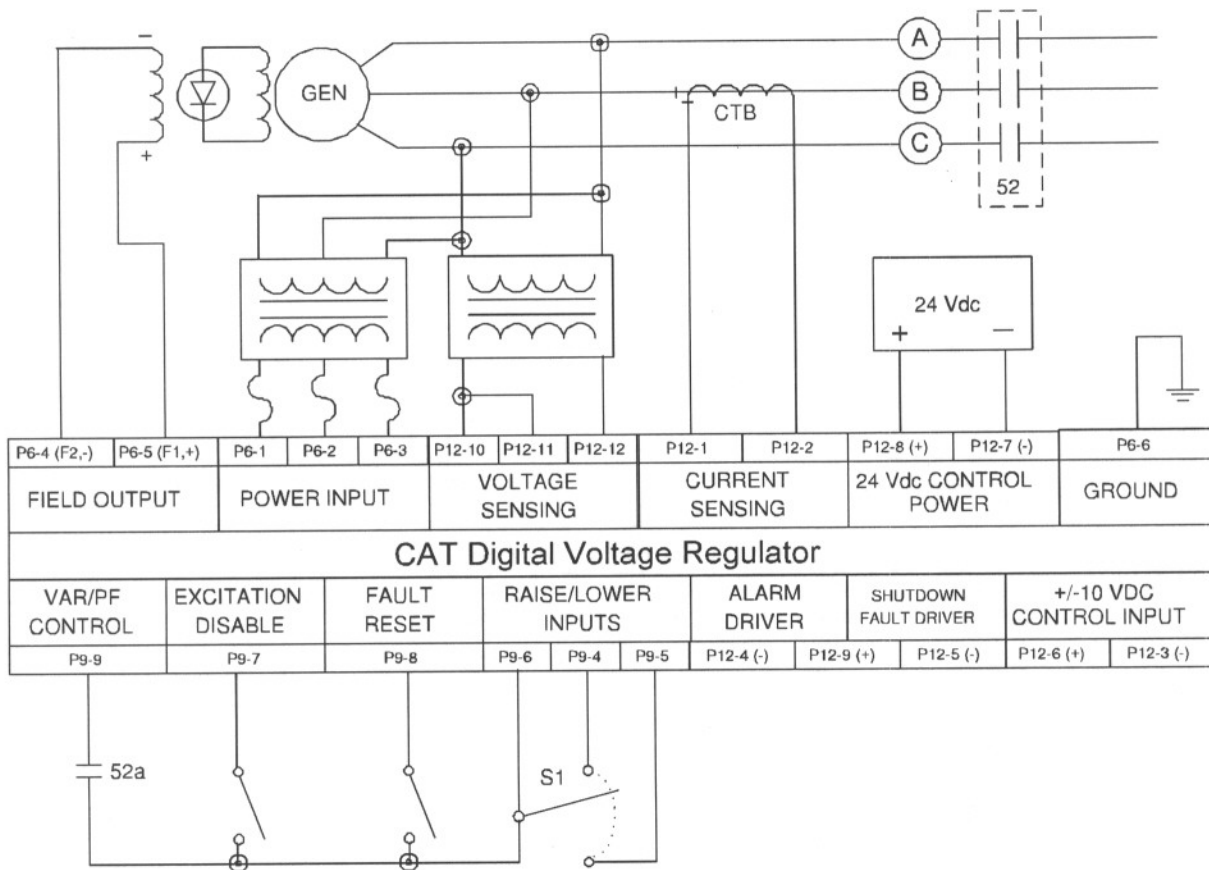 −
+
GEN
A
B
C
CTB
52
24 Vdc
+ −
P6-4 (F2,-) P6-5 (F1,+) P6-1 P6-2 P6-3 P12-10 P12-11 P12-12 P12-1 P12-2 P12-8 (+) P12-7 (-) P6-6
FIELD OUTPUT POWER INPUT VOLTAGE SENSING CURRENT SENSING 24 Vdc CONTROL POWER GROUND
CAT Digital Voltage Regulator
VAR/PF CONTROL EXCITATION DISABLE FAULT RESET RAISE/LOWER INPUTS ALARM DRIVER SHUTDOWN FAULT DRIVER +/-10 VDC CONTROL INPUT
P9-9 P9-7 P9-8 P9-6 P9-4 P9-5 P12-4 (-) P12-9 (+) P12-5 (-) P12-6 (+) P12-3 (-)
52a
S1